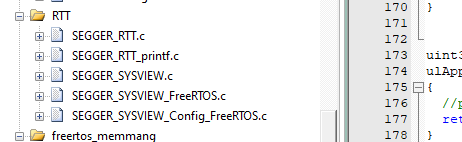 RTT
SEGGER_RTT.c
SEGGER_RTT_printf.c
SEGGER_SYSVIEW.c
SEGGER_SYSVIEW_FreeRTOS.c
SEGGER_SYSVIEW_Config_FreeRTOS.c
freertos_memmang
170 }
171
172
173 uint3
174 ulApp
175 {
176 //p
177 ret
178 }